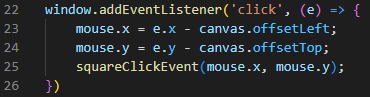 22 window.addEventListener('click', (e) => {
23     mouse.x = e.x - canvas.offsetLeft;
24     mouse.y = e.y - canvas.offsetTop;
25     squareClickEvent(mouse.x, mouse.y);
26 })